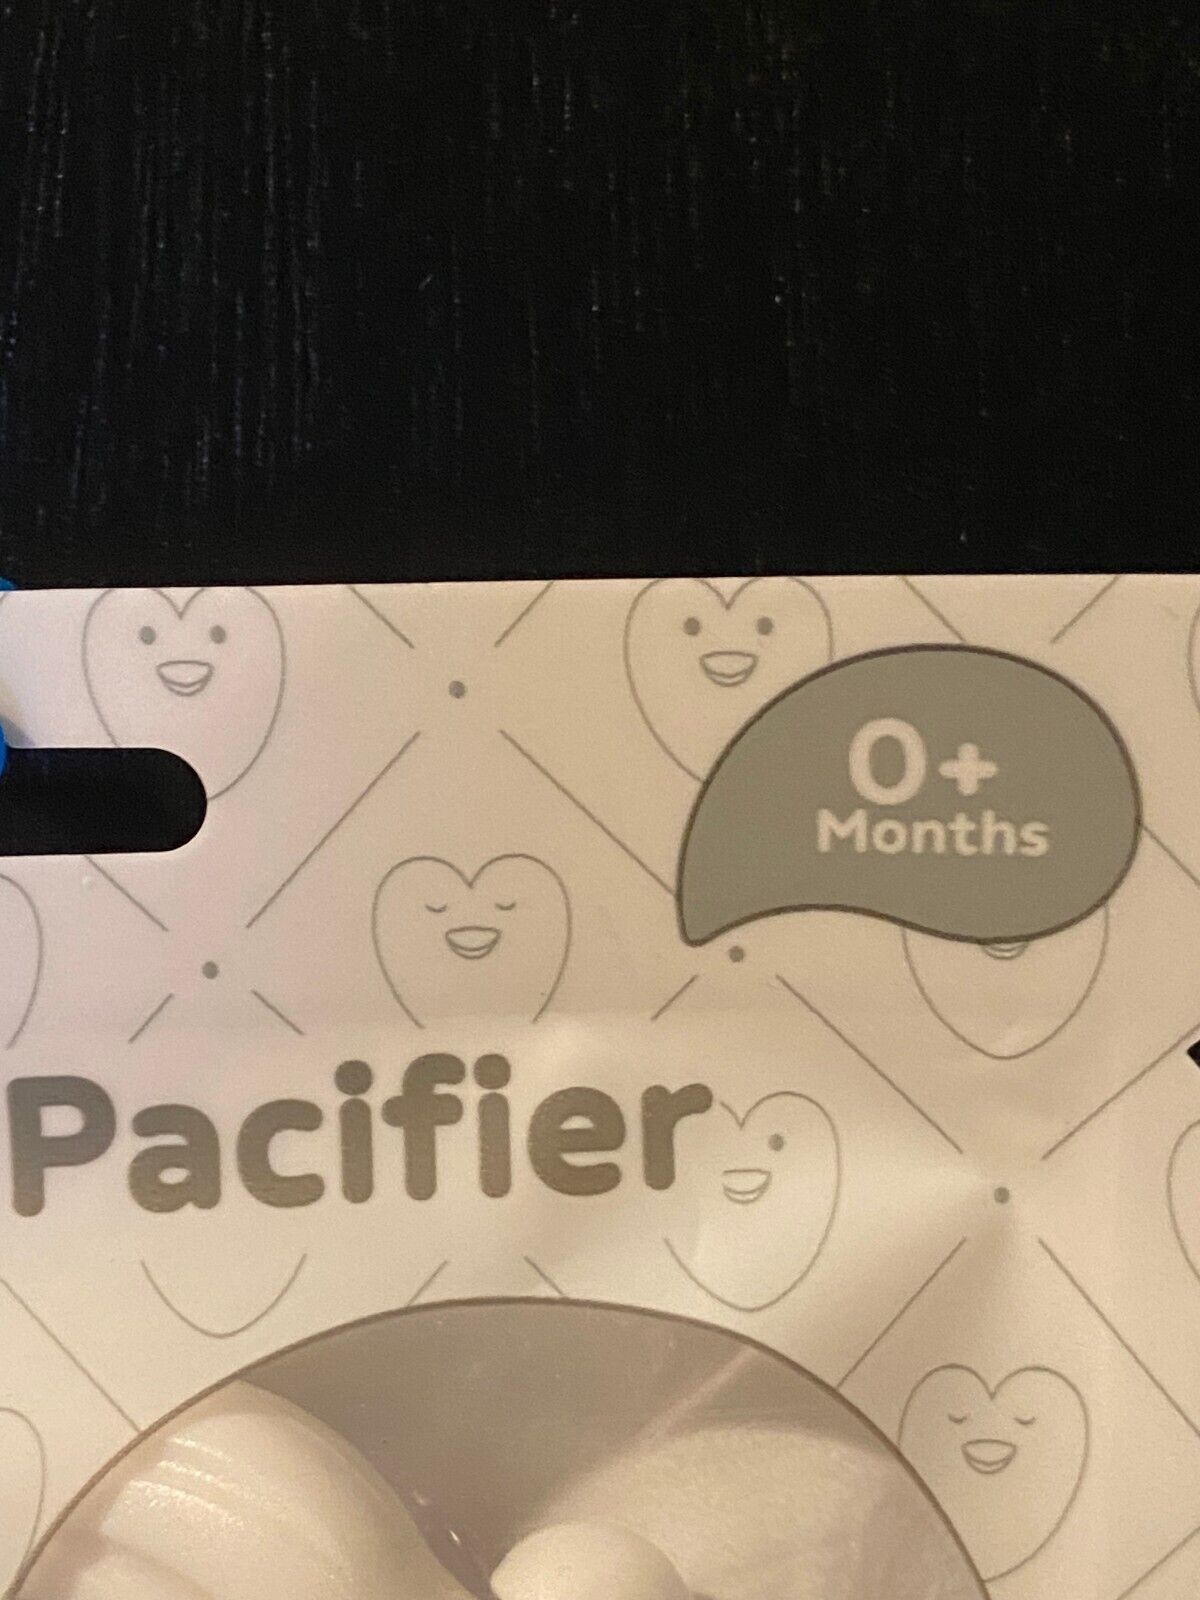 0+
Months
Pacifier